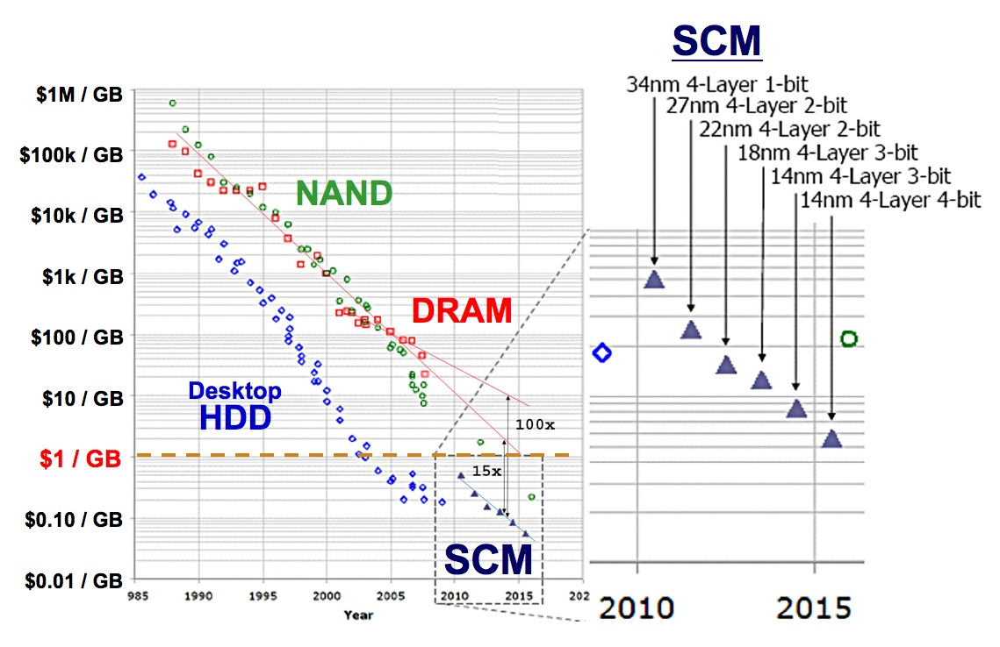 SCM
34nm 4-Layer 1-bit
27nm 4-Layer 2-bit
22nm 4-Layer 2-bit
18nm 4-Layer 3-bit
14nm 4-Layer 3-bit
14nm 4-Layer 4-bit
$1M / GB
$100k / GB
$10k / GB
$1k / GB
$100 / GB
$10 / GB
$1 / GB
$0.10 / GB
$0.01 / GB
NAND
DRAM
Desktop
HDD
100x
15x
SCM
985 1990 1995 2000 2005 2010 2015 202
Year
2010 2015